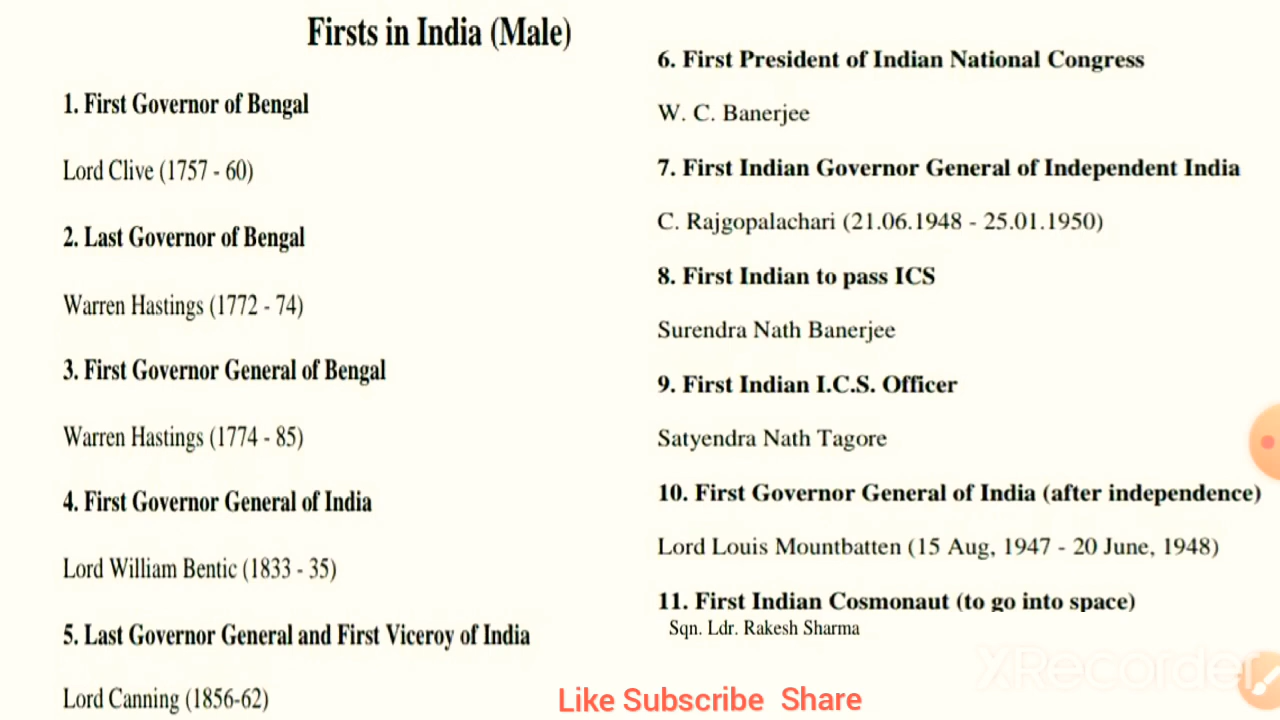 Firsts in India (Male)
1. First Governor of Bengal
Lord Clive (1757 - 60)
2. Last Governor of Bengal
Warren Hastings (1772 - 74)
3. First Governor General of Bengal
Warren Hastings (1774 - 85)
4. First Governor General of India
Lord William Bentic (1833 - 35)
5. Last Governor General and First Viceroy of India
Lord Canning (1856-62)
6. First President of Indian National Congress
W. C. Banerjee
7. First Indian Governor General of Independent India
C. Rajgopalachari (21.06.1948 - 25.01.1950)
8. First Indian to pass ICS
Surendra Nath Banerjee
9. First Indian I.C.S. Officer
Satyendra Nath Tagore
10. First Governor General of India (after independence)
Lord Louis Mountbatten (15 Aug, 1947 - 20 June, 1948)
11. First Indian Cosmonaut (to go into space)
Sqn. Ldr. Rakesh Sharma
XRecorder
Like Subscribe Share